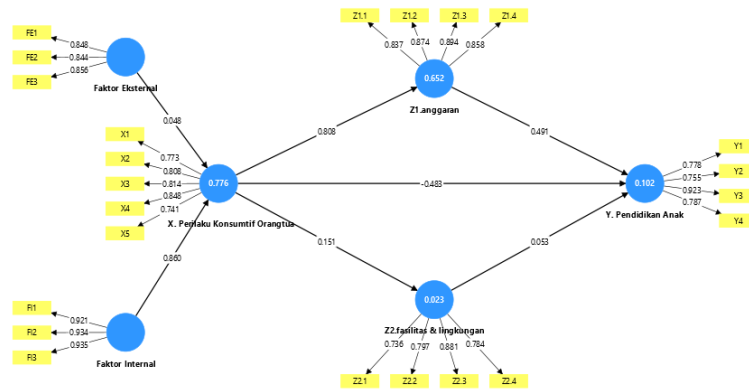 FE1
0.848
FE2
0.844
FE3
0.856
Faktor Eksternal
0.048
X1
0.773
X2
0.808
X3
0.814
X4
0.848
X5
0.741
0.776
X. Perilaku Konsumtif Orangtua
0.860
FI1
0.921
FI2
0.934
FI3
0.935
Faktor Internal
Z1.1
Z1.2
Z1.3
Z1.4
0.837
0.874
0.894
0.858
0.652
Z1.anggaran
0.808
0.491
-0.483
0.151
0.053
0.023
Z2.fasilitas & lingkungan
0.736
0.797
0.881
0.784
Z2.1
Z2.2
Z2.3
Z2.4
0.102
Y. Pendidikan Anak
0.778
Y1
0.755
Y2
0.923
Y3
0.787
Y4